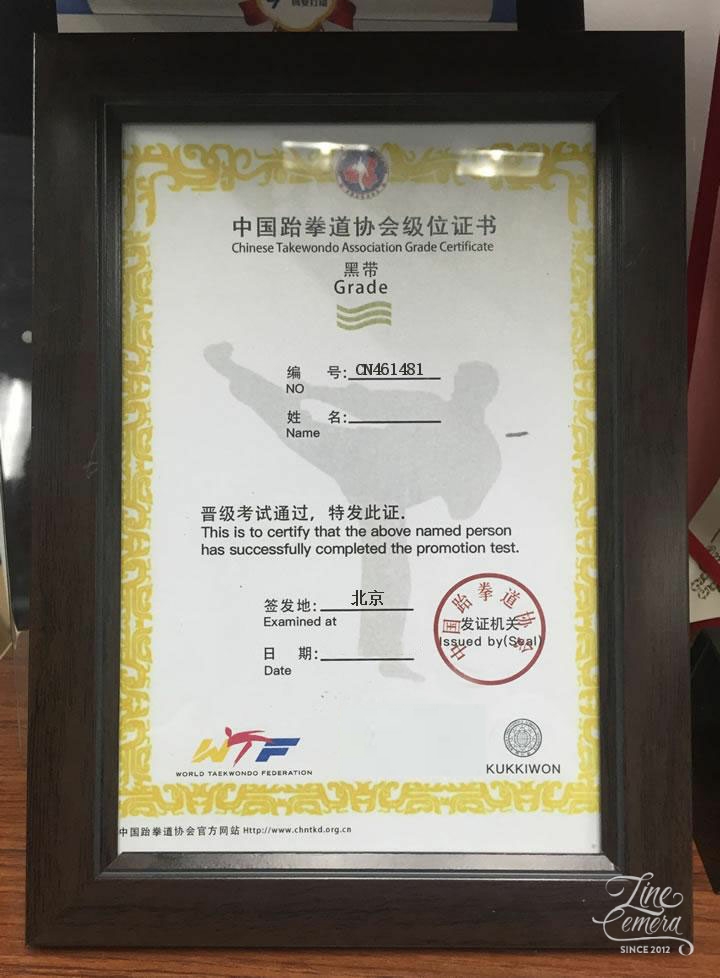 中国跆拳道协会级位证书
Chinese Takewondo Association Grade Certificate
黑带
Grade
编 号: CN461481
NO
姓 名:
Name
晋级考试通过，特发此证.
This is to certify that the above named person
has successfully completed the promotion test.
签发地: 北京
Examined at
中国跆拳道协会
发证机关
Issued by(Seal)
日 期:
Date
WTF
WORLD TAEKWONDO FEDERATION
KUKKIWON
中国跆拳道协会官方网站 Http://www.chntkd.org.cn
Line Camera
SINCE 2012